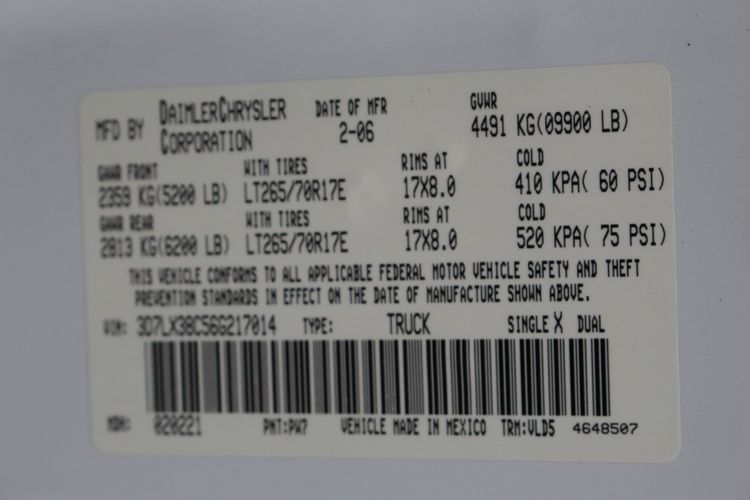 MFD BY DAIMLERCHRYSLER CORPORATION DATE OF MFR 2-06 GVWR 4491 KG(09900 LB)
GAWR FRONT WITH TIRES RIMS AT COLD
2359 KG(5200 LB) LT265/70R17E 17X8.0 410 KPA( 60 PSI)
GAWR REAR WITH TIRES RIMS AT COLD
2813 KG(6200 LB) LT265/70R17E 17X8.0 520 KPA( 75 PSI)
THIS VEHICLE CONFORMS TO ALL APPLICABLE FEDERAL MOTOR VEHICLE SAFETY AND THEFT
PREVENTION STANDARDS IN EFFECT ON THE DATE OF MANUFACTURE SHOWN ABOVE.
VIN: 3D7LX38C56G217014 TYPE: TRUCK SINGLE X DUAL
MDH: 020221 PNT:PW7 VEHICLE MADE IN MEXICO TRM:VLD5 4648507